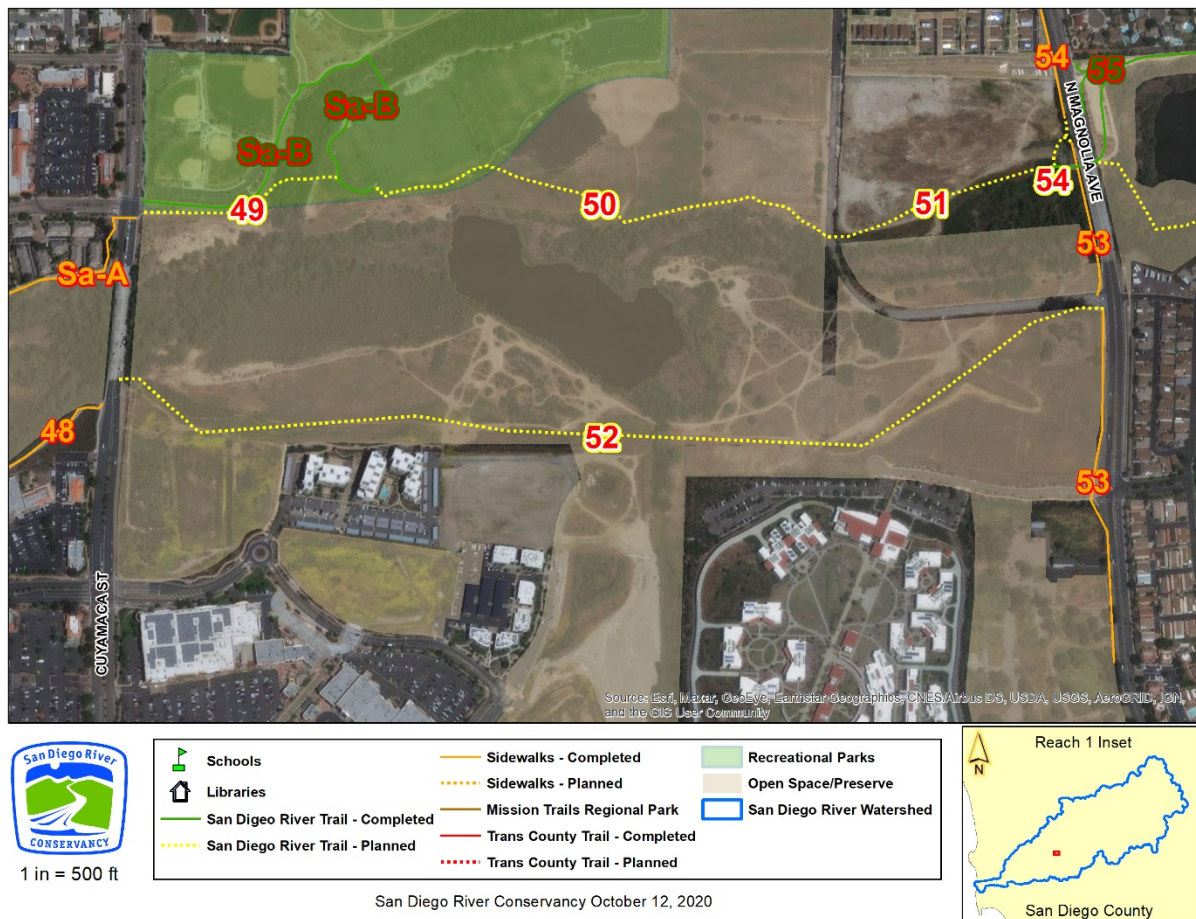 54
55
N MAGNOLIA AVE
Sa-B
Sa-B
54
49
50
51
53
Sa-A
48
52
53
CUYAMACA ST
Source: Esri, Maxar, GeoEye, Earthstar Geographics, CNES/Airbus DS, USDA, USGS, AeroGRID, IGN,
and the GIS User Community
San Diego River
CONSERVANCY
1 in = 500 ft
Schools
Libraries
San Digeo River Trail - Completed
San Diego River Trail - Planned
Sidewalks - Completed
Sidewalks - Planned
Mission Trails Regional Park
Trans County Trail - Completed
Trans County Trail - Planned
Recreational Parks
Open Space/Preserve
San Diego River Watershed
San Diego River Conservancy October 12, 2020
Reach 1 Inset
N
San Diego County